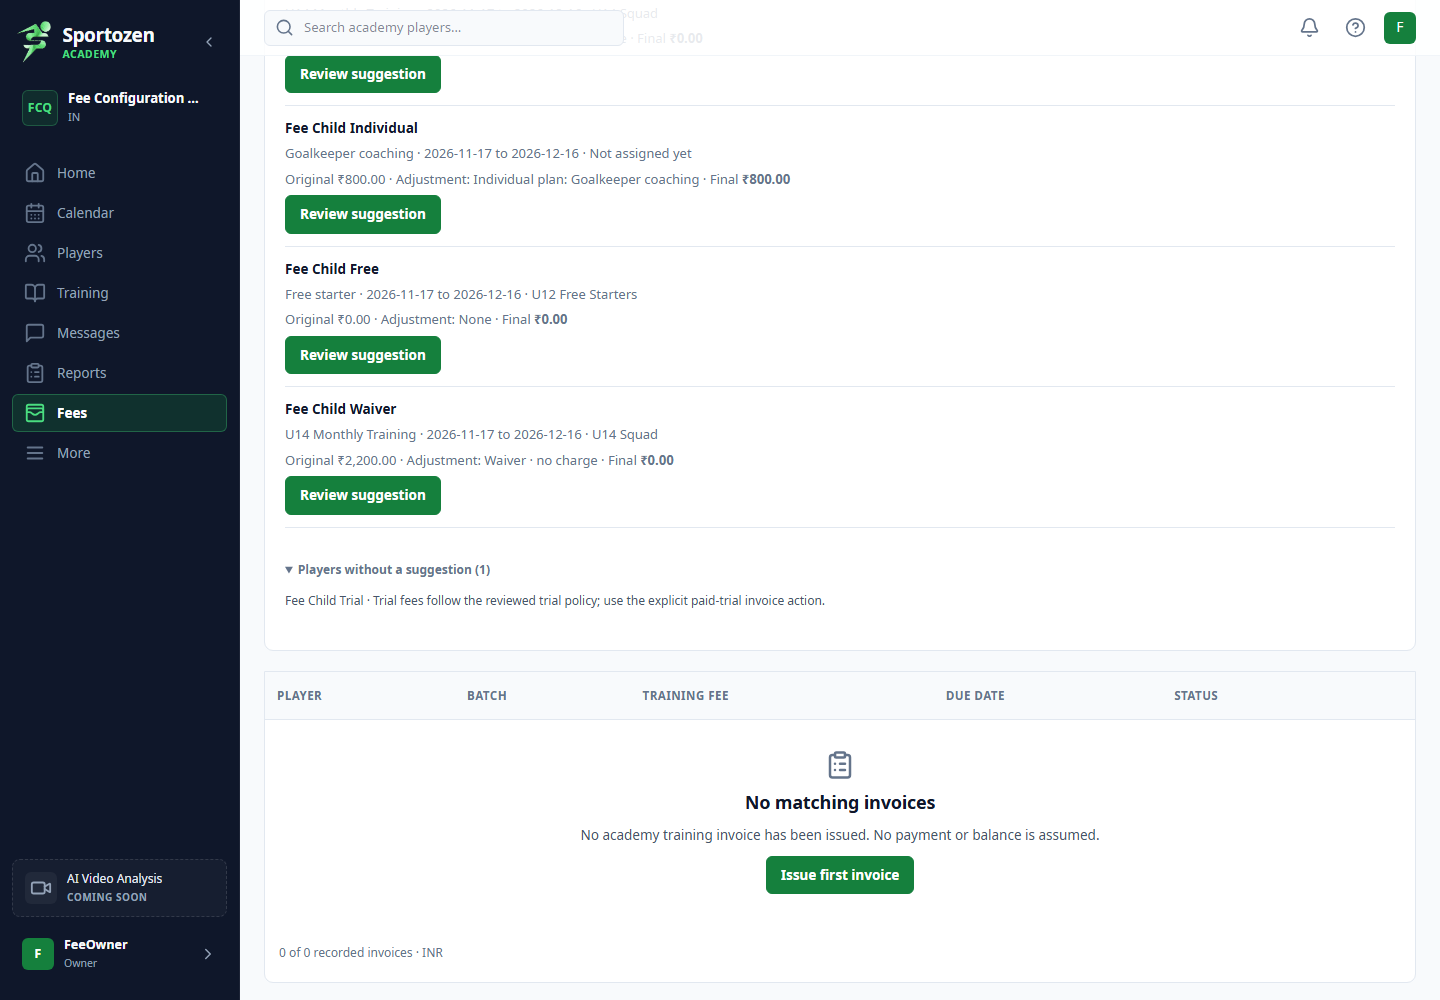 Sportozen
ACADEMY
FCQ
Fee Configuration ...
IN
Home
Calendar
Players
Training
Messages
Reports
Fees
More
AI Video Analysis
COMING SOON
F
FeeOwner
Owner
Search academy players...
Squad
· Final ₹0.00
F
Review suggestion
Fee Child Individual
Goalkeeper coaching · 2026-11-17 to 2026-12-16 · Not assigned yet
Original ₹800.00 · Adjustment: Individual plan: Goalkeeper coaching · Final ₹800.00
Review suggestion
Fee Child Free
Free starter · 2026-11-17 to 2026-12-16 · U12 Free Starters
Original ₹0.00 · Adjustment: None · Final ₹0.00
Review suggestion
Fee Child Waiver
U14 Monthly Training · 2026-11-17 to 2026-12-16 · U14 Squad
Original ₹2,200.00 · Adjustment: Waiver · no charge · Final ₹0.00
Review suggestion
▼ Players without a suggestion (1)
Fee Child Trial · Trial fees follow the reviewed trial policy; use the explicit paid-trial invoice action.
PLAYER BATCH TRAINING FEE DUE DATE STATUS
No matching invoices
No academy training invoice has been issued. No payment or balance is assumed.
Issue first invoice
0 of 0 recorded invoices · INR